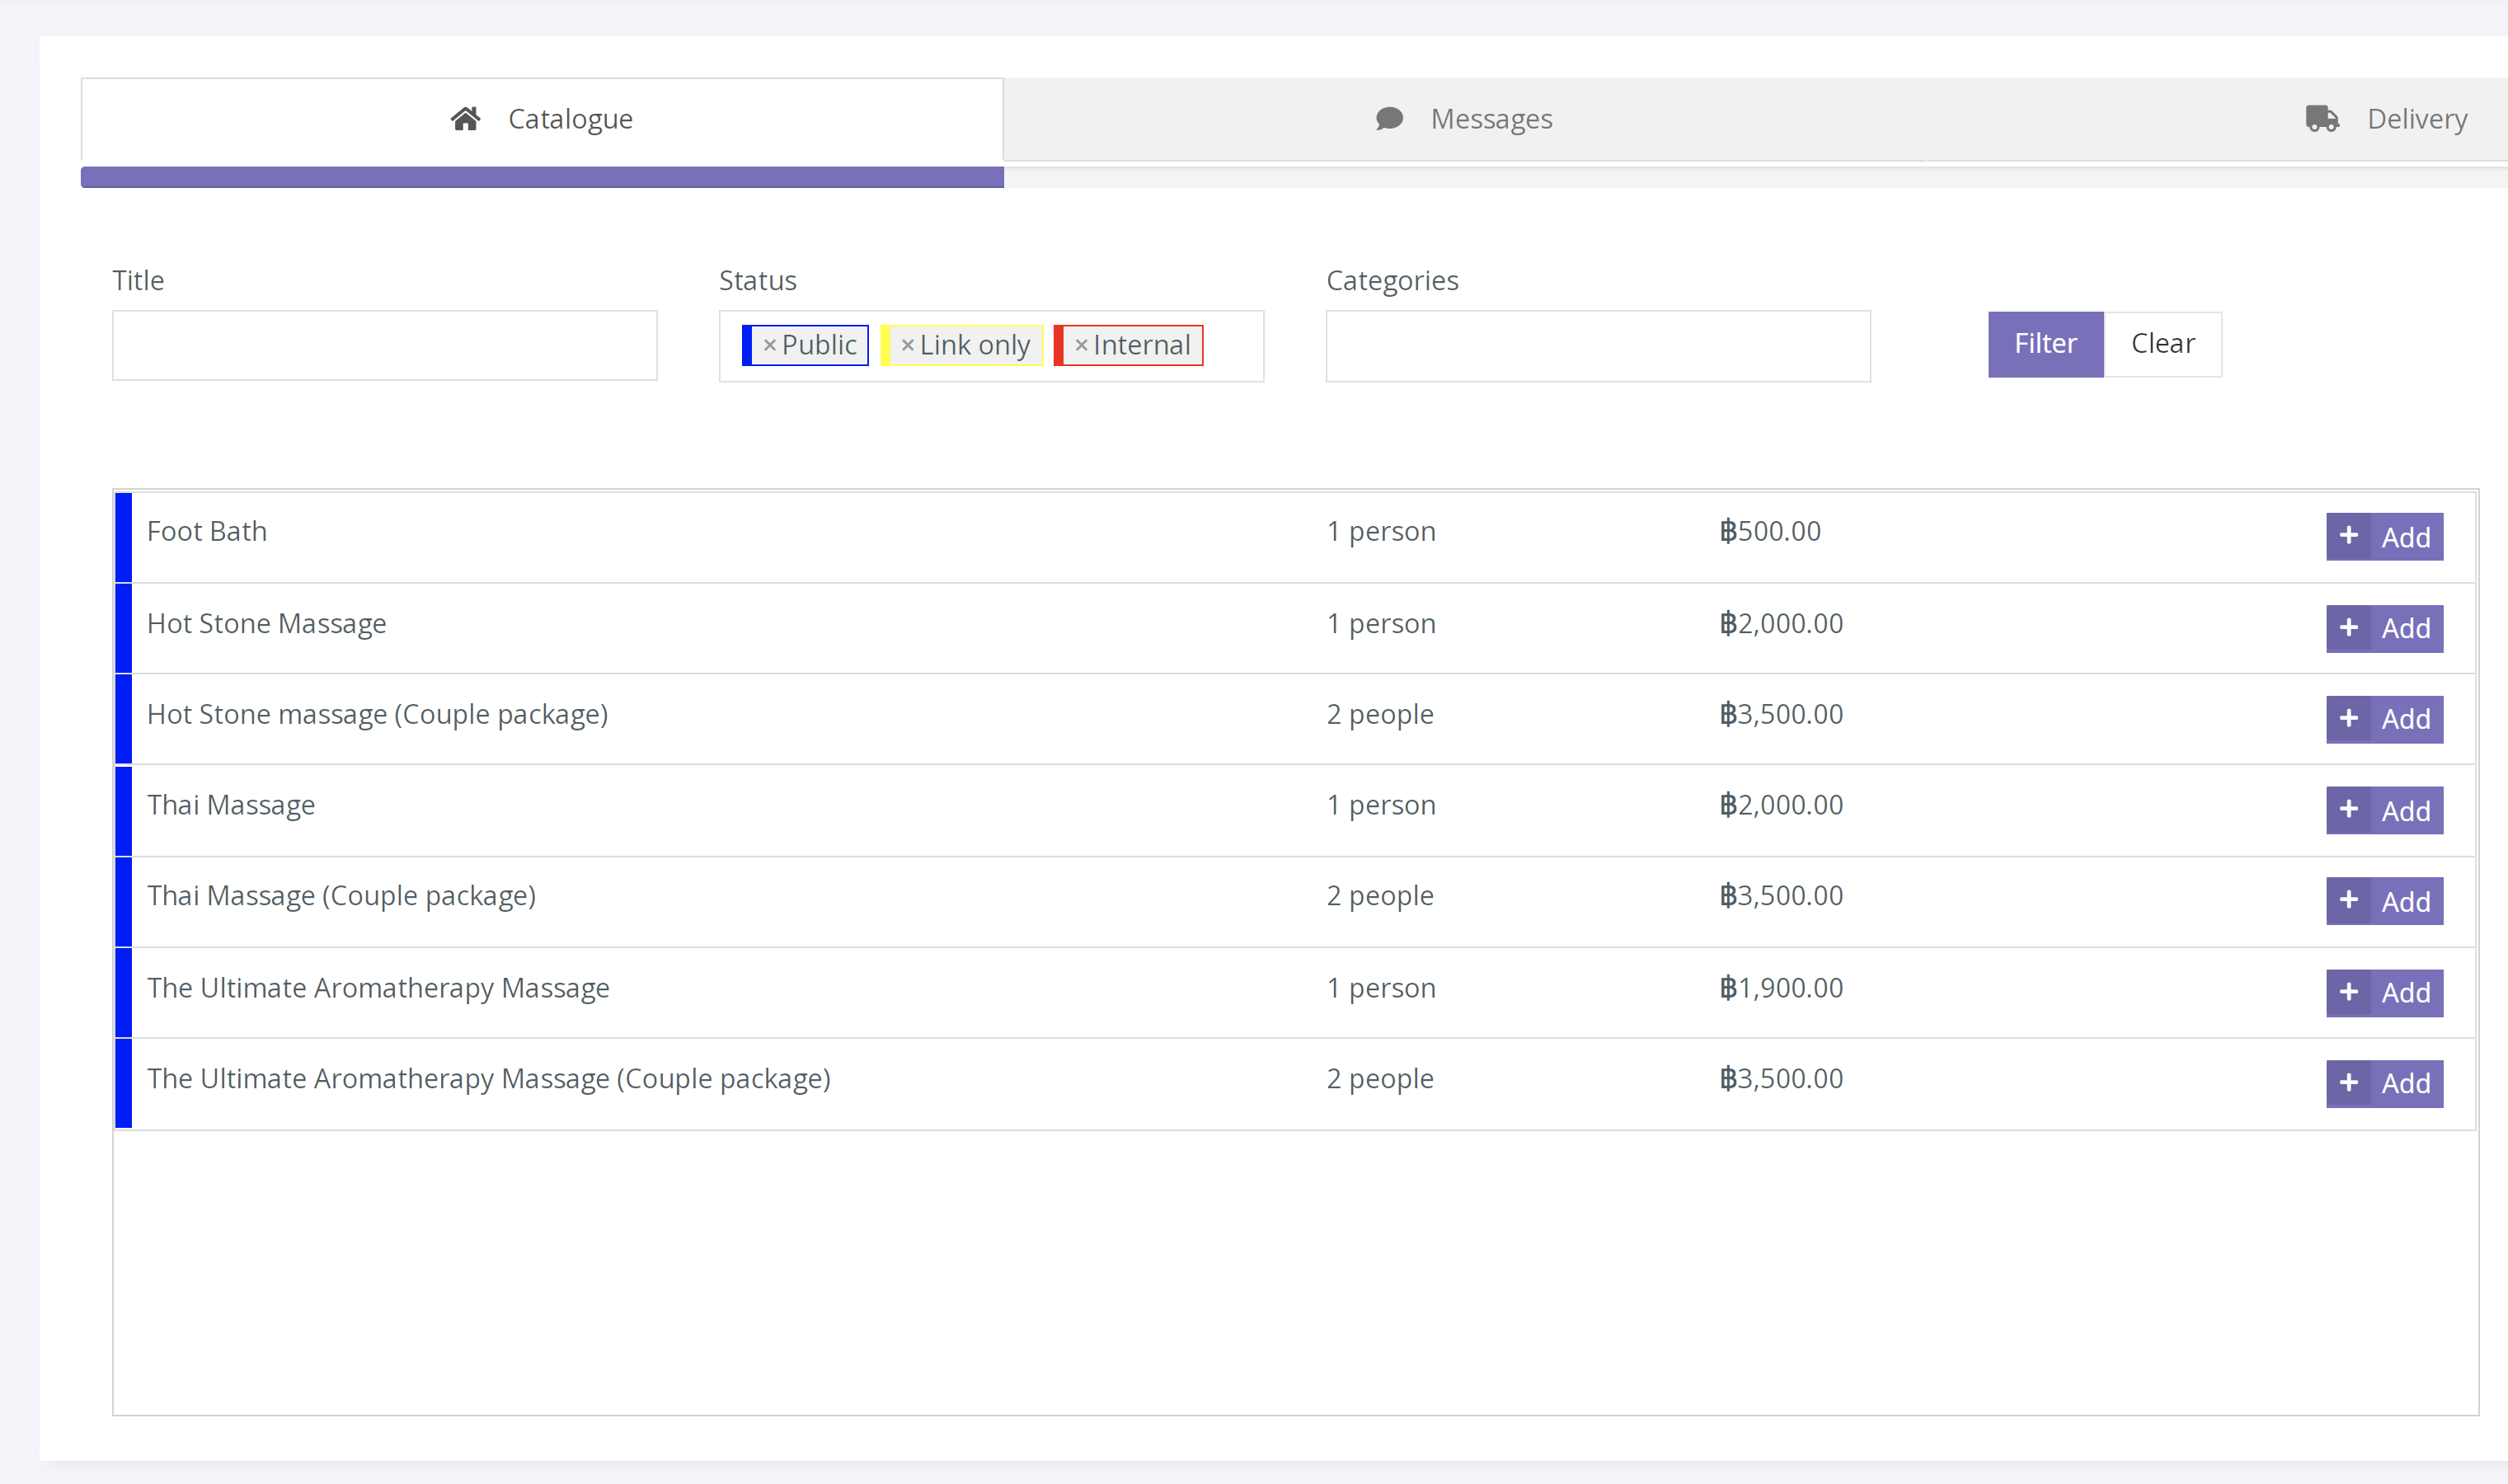 Catalogue Messages Delivery
Title Status Categories
×Public ×Link only ×Internal Filter Clear
Foot Bath 1 person ฿500.00 + Add
Hot Stone Massage 1 person ฿2,000.00 + Add
Hot Stone massage (Couple package) 2 people ฿3,500.00 + Add
Thai Massage 1 person ฿2,000.00 + Add
Thai Massage (Couple package) 2 people ฿3,500.00 + Add
The Ultimate Aromatherapy Massage 1 person ฿1,900.00 + Add
The Ultimate Aromatherapy Massage (Couple package) 2 people ฿3,500.00 + Add